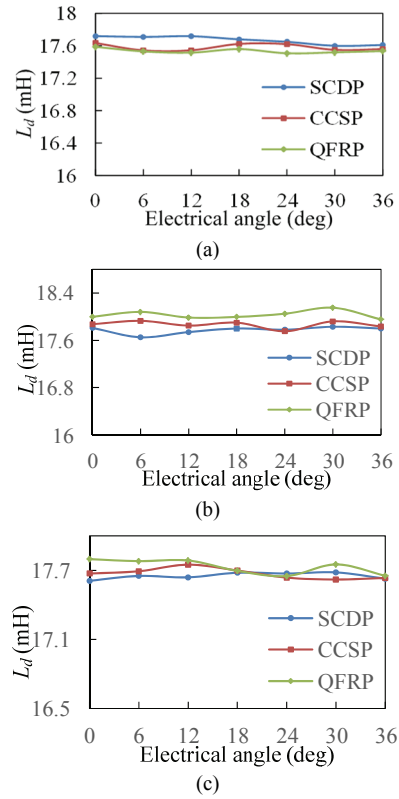 18
17.6
17.2
16.8
16.4
16
L_d (mH)
SCDP
CCSP
QFRP
0 6 12 18 24 30 36
Electrical angle (deg)
(a)
18.4
17.6
16.8
16
L_d (mH)
SCDP
CCSP
QFRP
0 6 12 18 24 30 36
Electrical angle (deg)
(b)
17.7
17.1
16.5
L_d (mH)
SCDP
CCSP
QFRP
0 6 12 18 24 30 36
Electrical angle (deg)
(c)